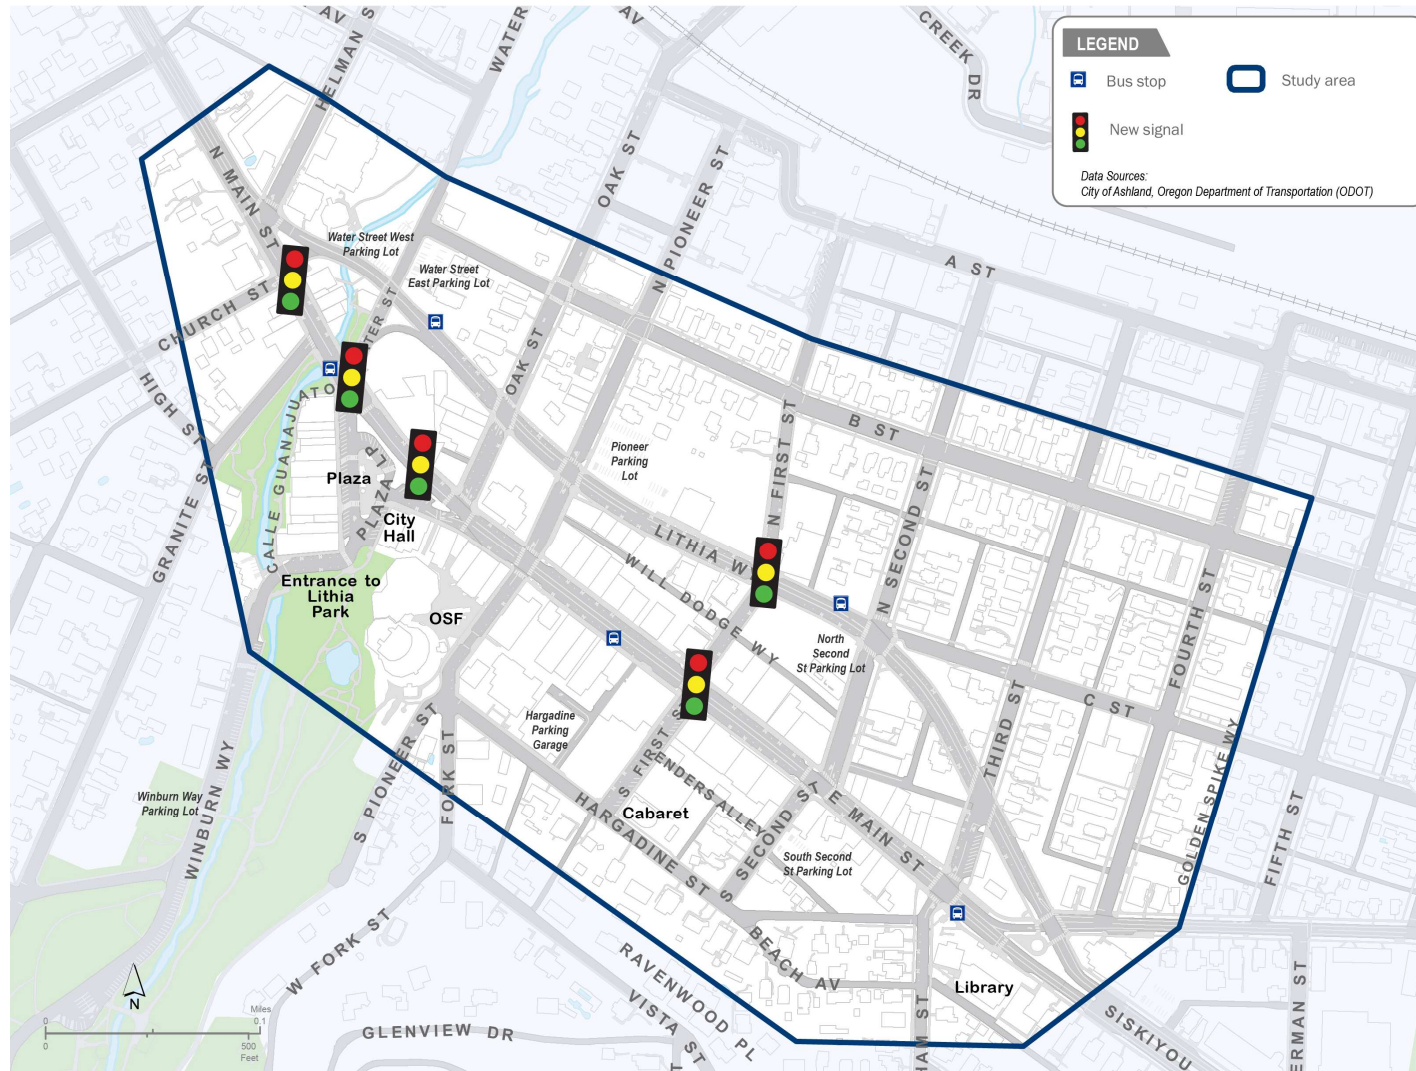 AV
HELMAN S
WATER
AV
CREEK DR
LEGEND
Bus stop
Study area
New signal
Data Sources:
City of Ashland, Oregon Department of Transportation (ODOT)
N MAIN ST
OAK ST
N PIONEER ST
Water Street West
Parking Lot
Water Street
East Parking Lot
A ST
CHURCH ST
TER ST
OAK ST
HIGH ST
CALLE GUANAJUATO
B ST
N FIRST ST
Pioneer
Parking
Lot
Plaza
PLAZA LP
City
Hall
GRANITE ST
N SECOND ST
LITHIA W
WILL DODGE WY
Entrance to
Lithia
Park
OSF
FOURTH ST
North
Second
St Parking Lot
C ST
THIRD ST
Hargadine
Parking
Garage
S PIONEER ST
FORK ST
S FIRST S
ENDERS ALLEY
GOLDEN SPIKE WY
WINBURN WY
Winburn Way
Parking Lot
Cabaret
HARGADINE ST
S SECOND ST
E MAIN ST
South Second
St Parking Lot
FIFTH ST
W FORK ST
BEACH AV
RAVENWOOD PL
VISTA ST
Library
HAM ST
SISKIYOU
ERMAN ST
GLENVIEW DR
N
Miles
0
0.1
0
500
Feet